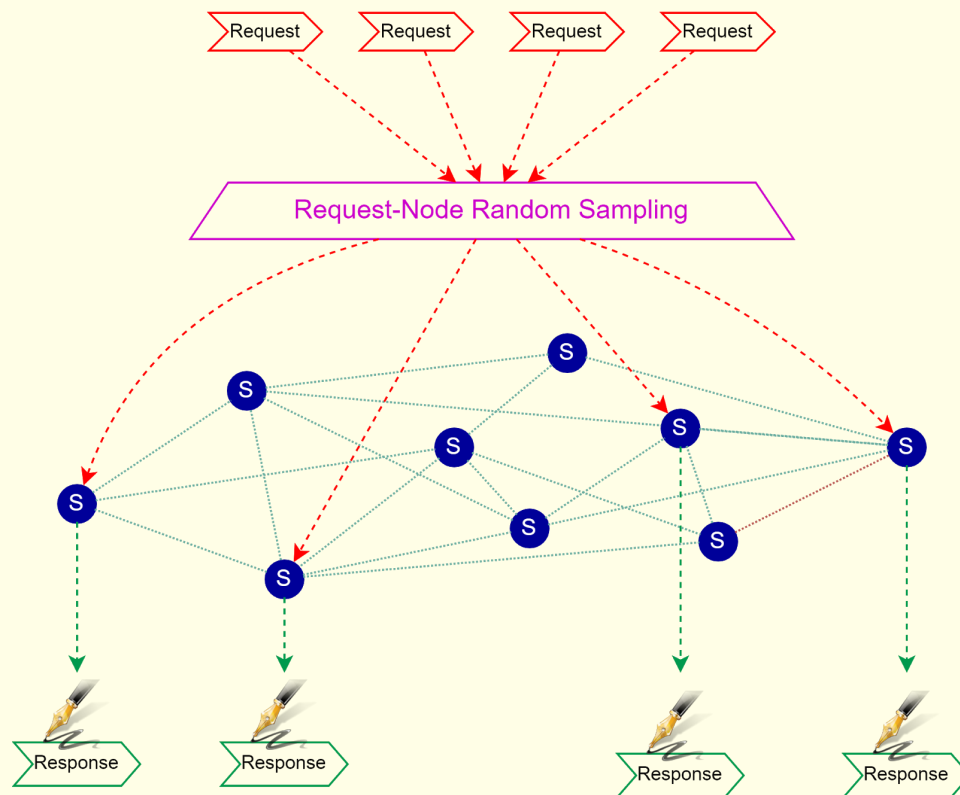 Request
Request
Request
Request
Request-Node Random Sampling
S
S
S
S
S
S
S
S
S
Response
Response
Response
Response